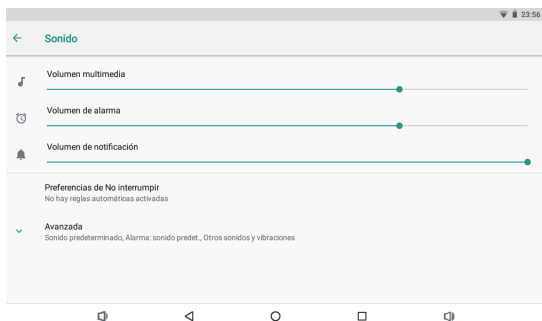 23:56
Sonido
Volumen multimedia
Volumen de alarma
Volumen de notificación
Preferencias de No interrumpir
No hay reglas automáticas activadas
Avanzada
Sonido predeterminado, Alarma: sonido predet., Otros sonidos y vibraciones